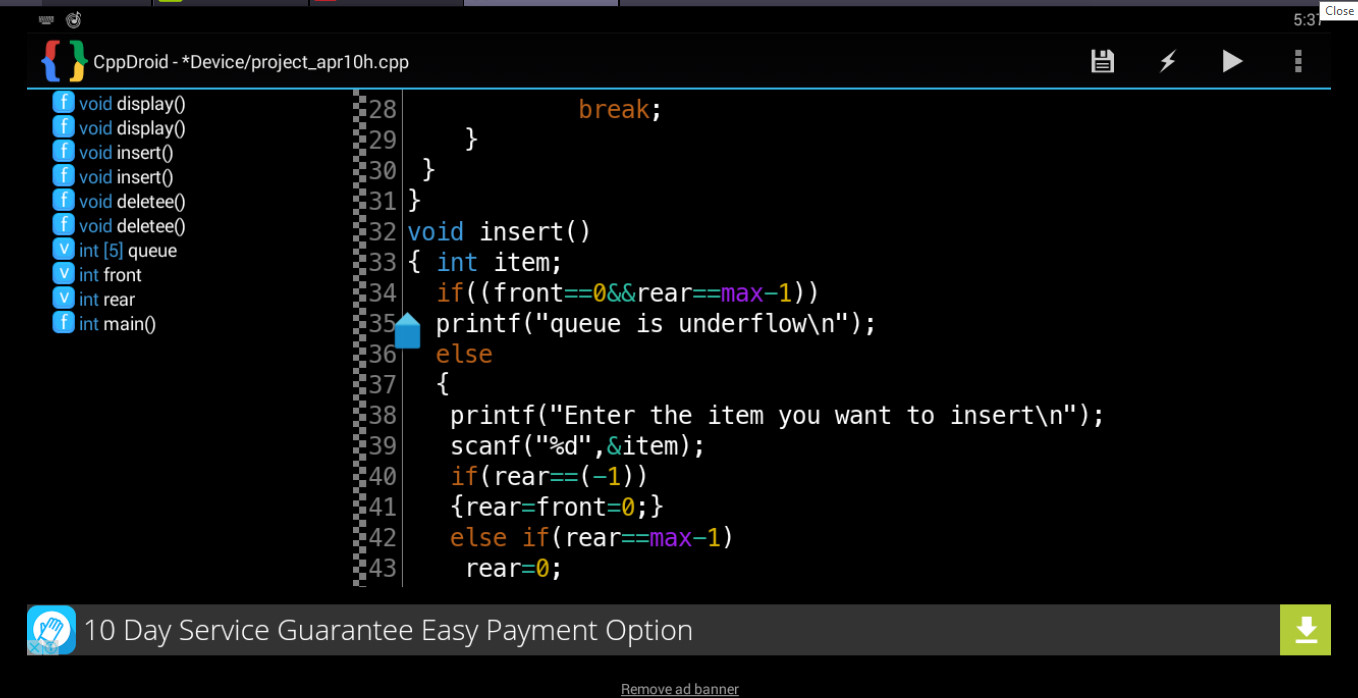 5:37
Close
CppDroid - *Device/project_apr10h.cpp
f void display()
f void display()
f void insert()
f void insert()
f void deletee()
f void deletee()
v int [5] queue
v int front
v int rear
f int main()
28 break;
29 }
30 }
31 }
32 void insert()
33 { int item;
34 if((front==0&&rear==max-1))
35 printf("queue is underflow\n");
36 else
37 {
38 printf("Enter the item you want to insert\n");
39 scanf("%d",&item);
40 if(rear==(-1))
41 {rear=front=0;}
42 else if(rear==max-1)
43 rear=0;
10 Day Service Guarantee Easy Payment Option
Remove ad banner